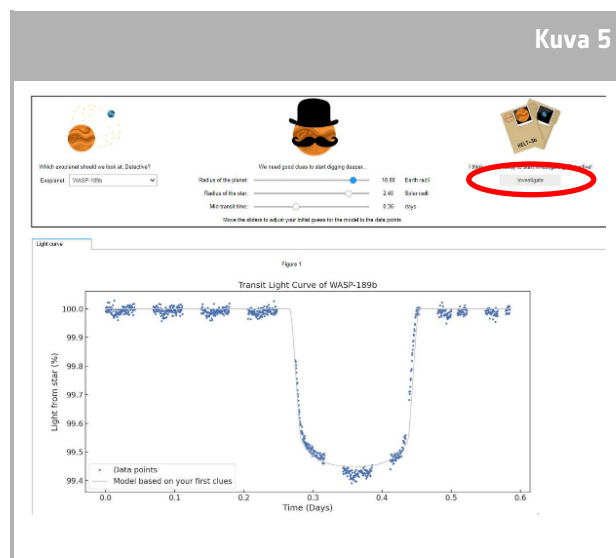 Kuva 5
KELT-3b
Which exoplanet should we look at, Detective?
Exoplanet: WASP-189b
We need good clues to start digging deeper...
Radius of the planet: Earth radii
Radius of the star: 2.40 Solar radii
Mid-transit time: 0.36 days
Move the sliders to adjust your initial guess for the model to the data points.
I think
Investigate
Light curve
Figure 1
Transit Light Curve of WASP-189b
Light from star (%)
100.0
99.9
99.8
99.7
99.6
99.5
99.4
Data points
Model based on your first clues
0.0 0.1 0.2 0.3 0.4 0.5 0.6
Time (Days)